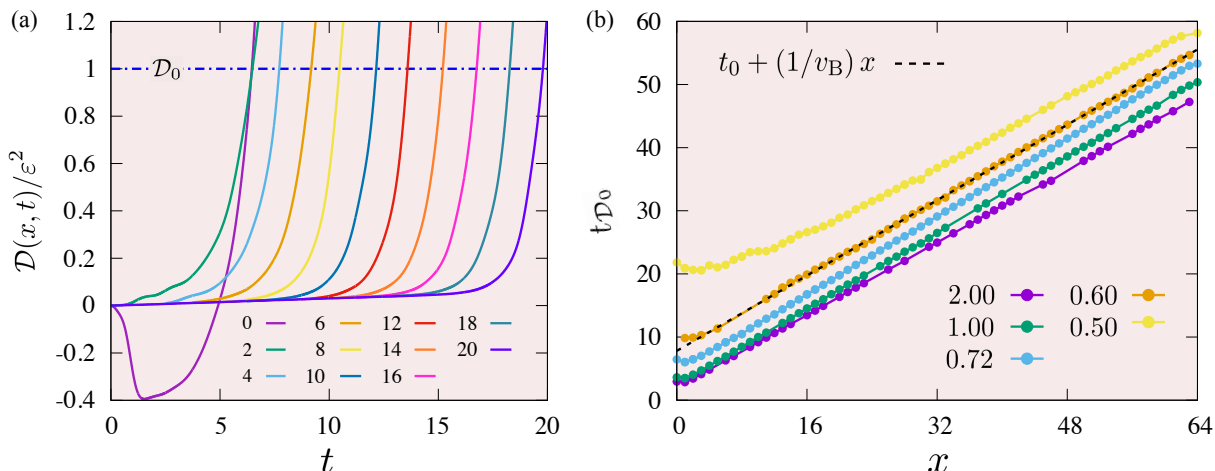 (a)
1.2
1
0.8
0.6
0.4
0.2
0
-0.2
-0.4
𝒟(x, t)/ε²
𝒟₀
0 6 12 18
2 8 14 20
4 10 16
0 5 10 15 20
t
(b)
60
50
40
30
20
10
0
t𝒟₀
t₀ + (1/v_B) x
2.00 0.60
1.00 0.50
0.72
0 16 32 48 64
x